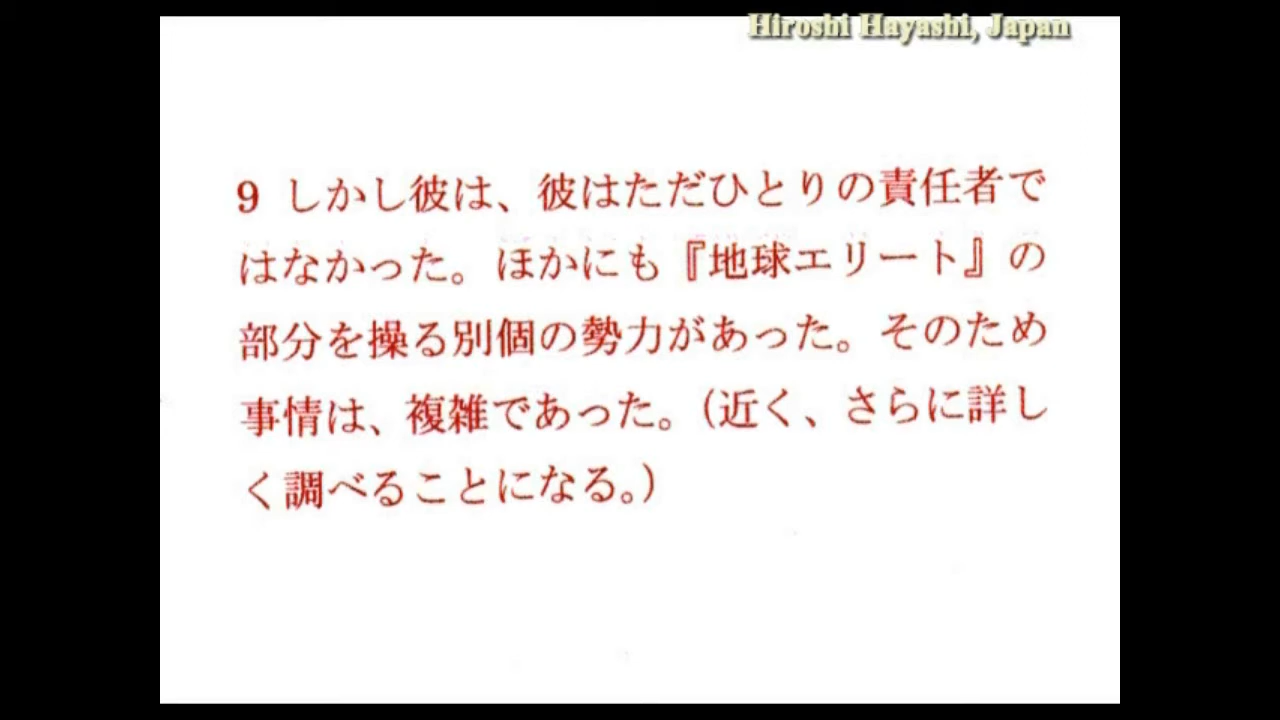 Hiroshi Hayashi, Japan
9 しかし彼は、彼はただひとりの責任者で
はなかった。ほかにも『地球エリート』の
部分を操る別個の勢力があった。そのため
事情は、複雑であった。（近く、さらに詳し
く調べることになる。）